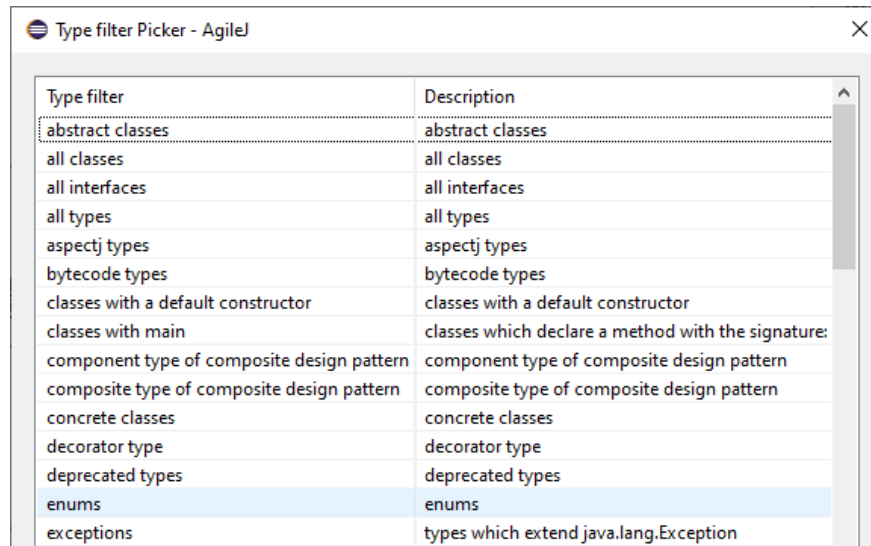 Type filter Picker - AgileJ
Type filter Description
abstract classes abstract classes
all classes all classes
all interfaces all interfaces
all types all types
aspectj types aspectj types
bytecode types bytecode types
classes with a default constructor classes with a default constructor
classes with main classes which declare a method with the signature:
component type of composite design pattern component type of composite design pattern
composite type of composite design pattern composite type of composite design pattern
concrete classes concrete classes
decorator type decorator type
deprecated types deprecated types
enums enums
exceptions types which extend java.lang.Exception